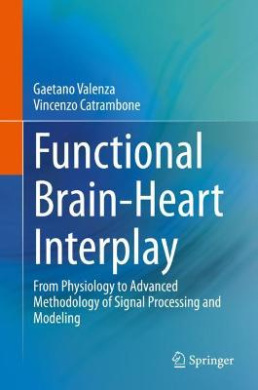 Gaetano Valenza
Vincenzo Catrambone
Functional
Brain-Heart
Interplay
From Physiology to Advanced
Methodology of Signal Processing and
Modeling
Springer